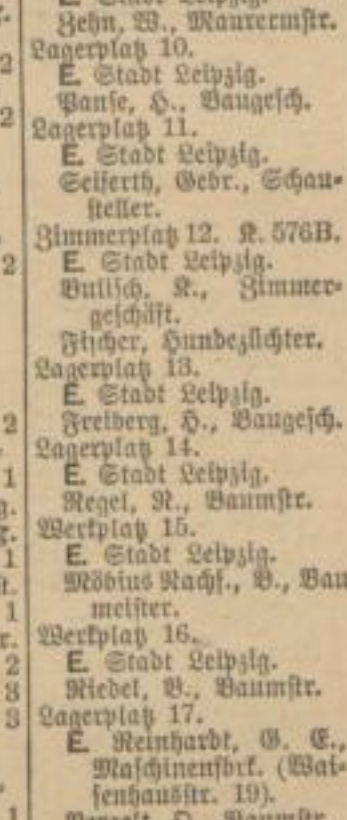 E. Stadt Leipzig.
Zehn, W., Maurermstr.
Lagerplatz 10.
E. Stadt Leipzig.
Panse, H., Baugesch.
Lagerplatz 11.
E. Stadt Leipzig.
Seiferth, Gebr., Schau-
steller.
Zimmerplatz 12. K. 576B.
E. Stadt Leipzig.
Bullsch, K., Zimmer-
geschäft.
Fischer, Hundezüchter.
Lagerplatz 13.
E. Stadt Leipzig.
Freiberg, H., Baugesch.
Lagerplatz 14.
E. Stadt Leipzig.
Regel, R., Baumstr.
Werkplatz 15.
E. Stadt Leipzig.
Möbius Nachf., B., Bau
meister.
Werkplatz 16.
E. Stadt Leipzig.
Riedel, B., Baumstr.
Lagerplatz 17.
E. Reinhardt, G. E.,
Maschinenfbrk. (Wai-
senhausstr. 19).